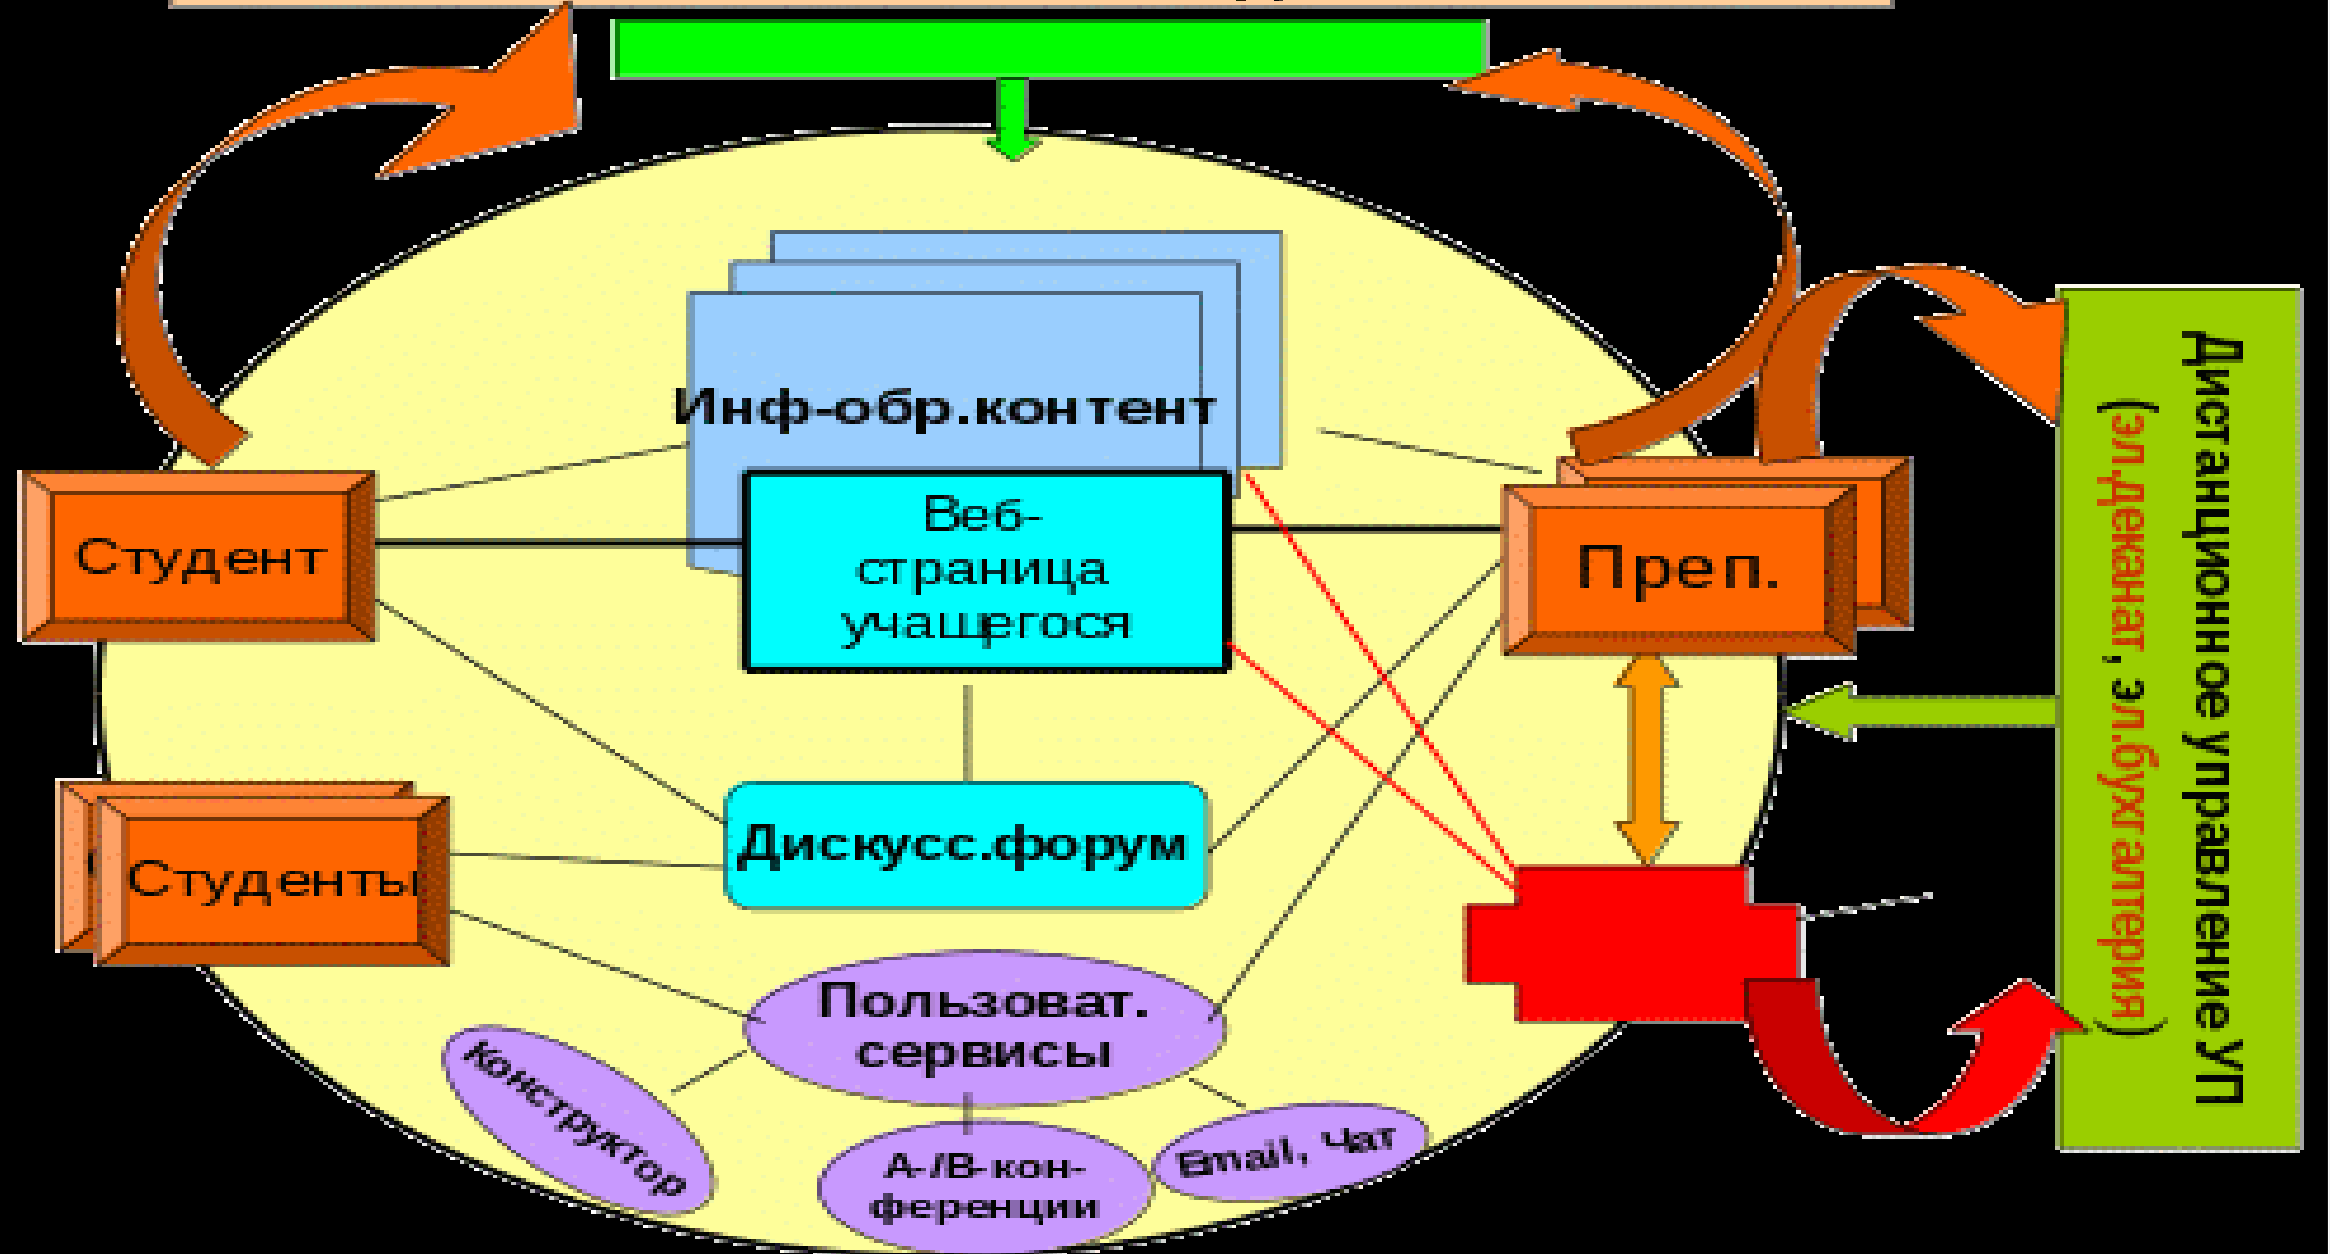 Инф-обр.контент
Веб-
страница
учащегося
Студент
Преп.
Дистанционное управление УП
(эл.деканат, эл.бухгалтерия)
Дискусс.форум
Студенты
Пользоват.
сервисы
Конструктор
А-/В-кон-
ференции
Email, Чат